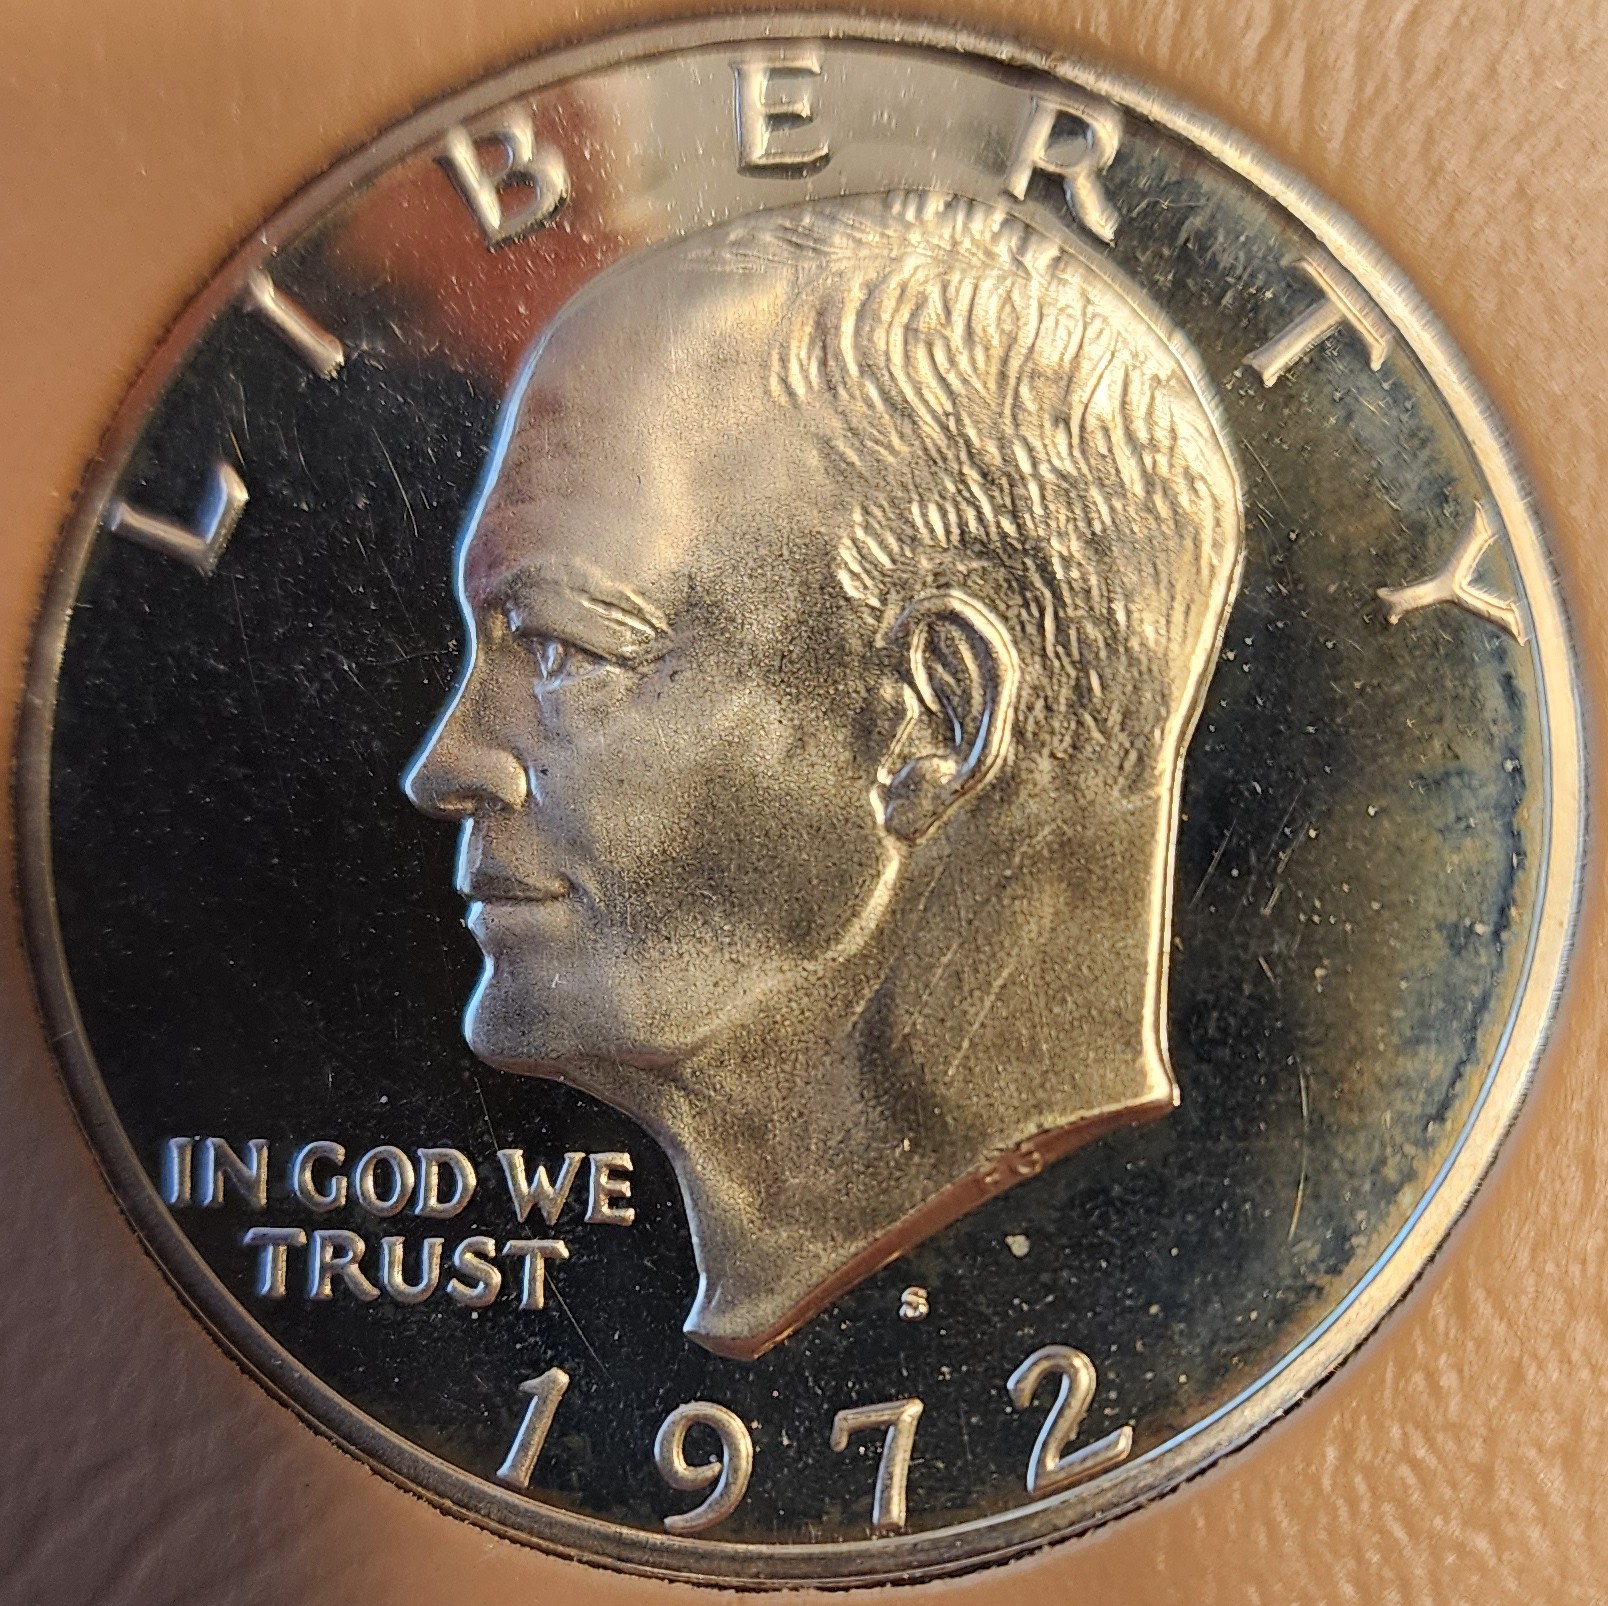 LIBERTY
IN GOD WE
TRUST
S
1972